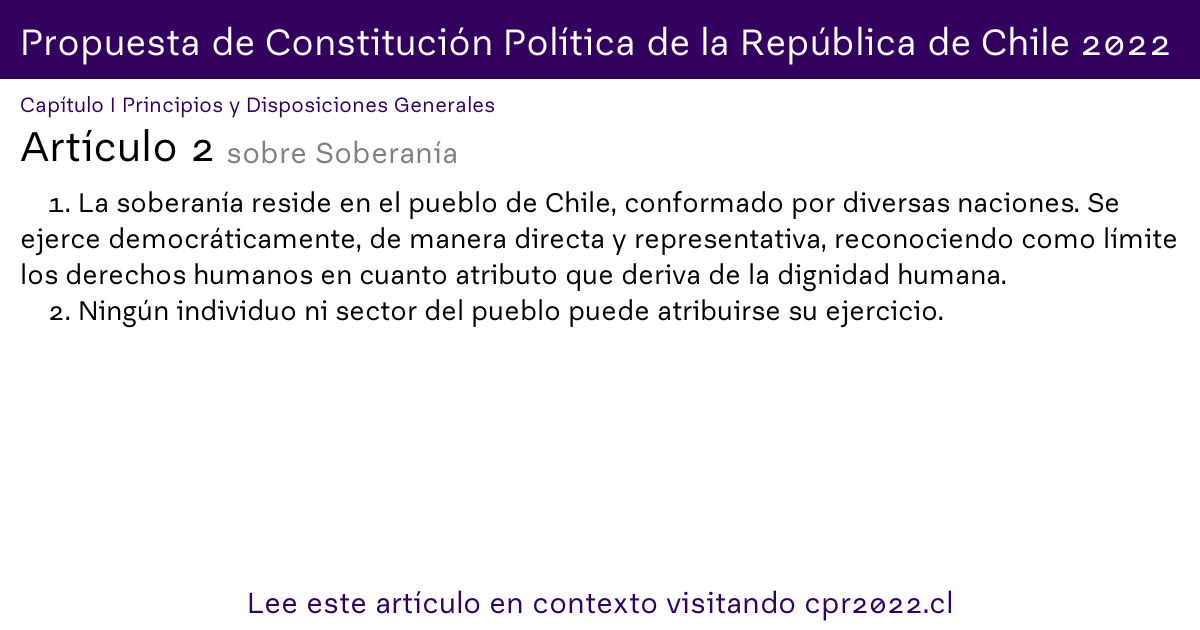 Propuesta de Constitución Política de la República de Chile 2022
Capítulo I Principios y Disposiciones Generales
Artículo 2 sobre Soberanía
1. La soberanía reside en el pueblo de Chile, conformado por diversas naciones. Se
ejerce democráticamente, de manera directa y representativa, reconociendo como límite
los derechos humanos en cuanto atributo que deriva de la dignidad humana.
2. Ningún individuo ni sector del pueblo puede atribuirse su ejercicio.
Lee este artículo en contexto visitando cpr2022.cl